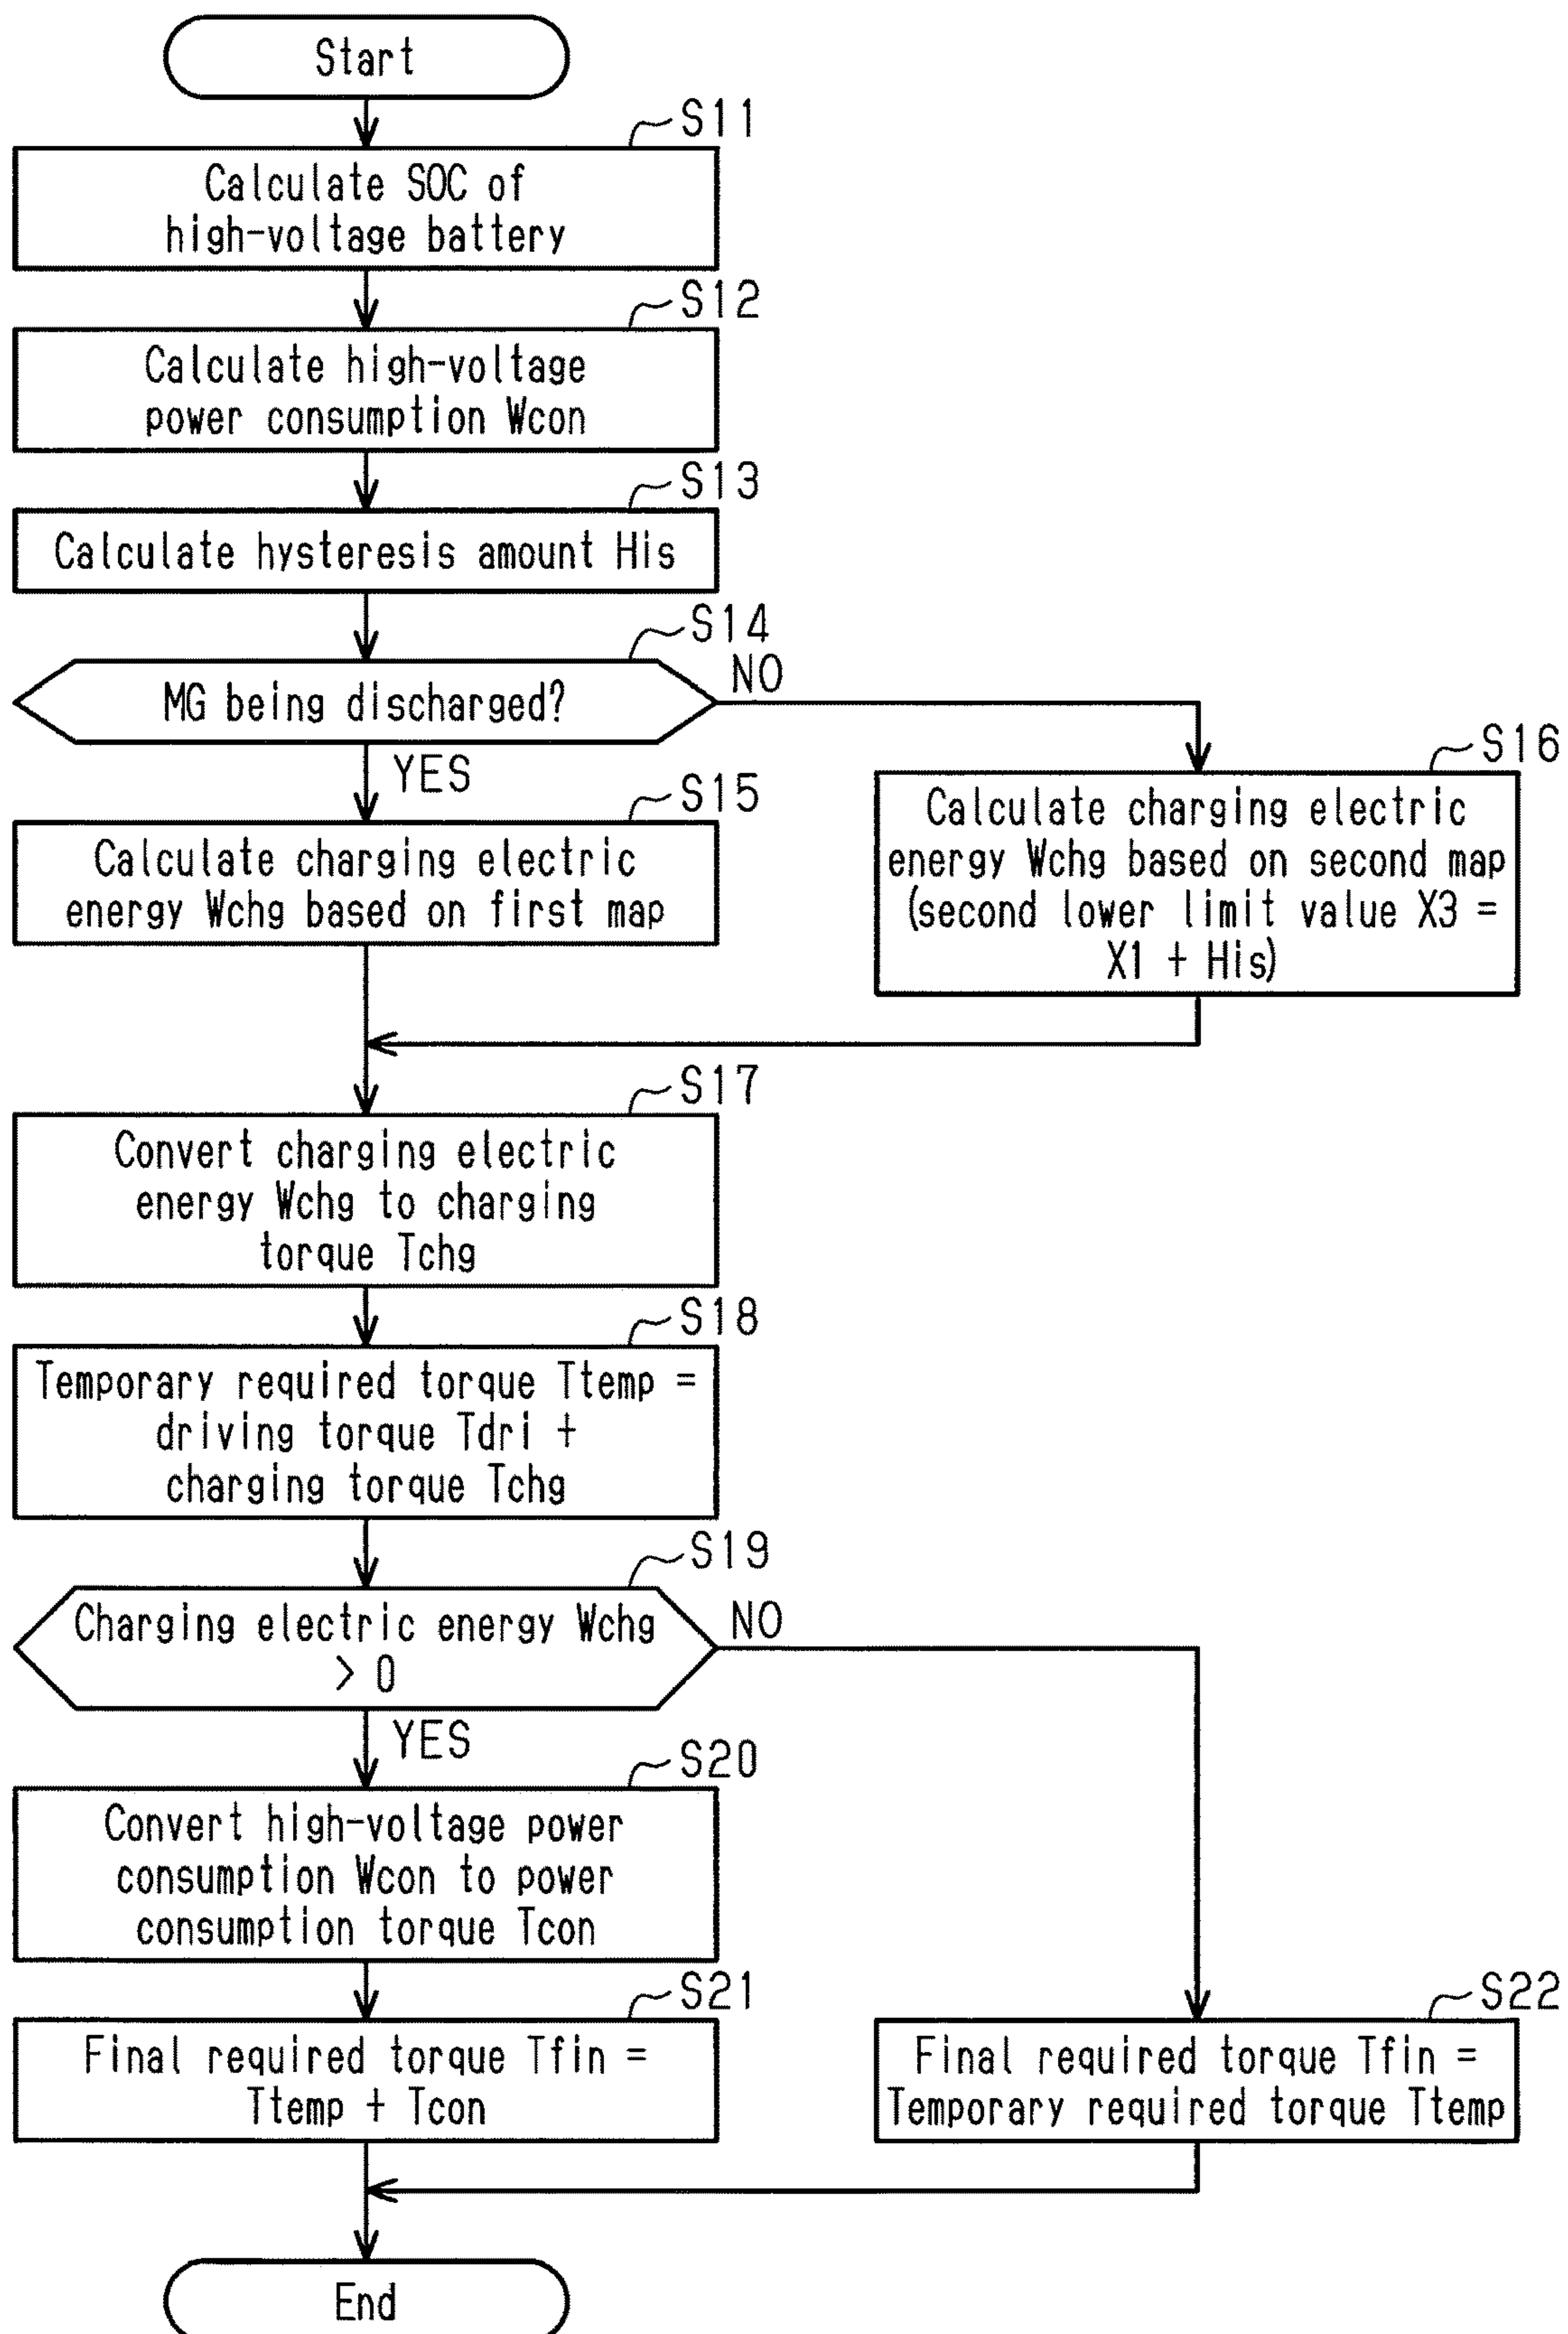 Start
S11
Calculate SOC of
high-voltage battery
S12
Calculate high-voltage
power consumption Wcon
S13
Calculate hysteresis amount His
S14
MG being discharged?
NO
YES
S15
Calculate charging electric
energy Wchg based on first map
S16
Calculate charging electric
energy Wchg based on second map
(second lower limit value X3 =
X1 + His)
S17
Convert charging electric
energy Wchg to charging
torque Tchg
S18
Temporary required torque Ttemp =
driving torque Tdri +
charging torque Tchg
S19
Charging electric energy Wchg
> 0
NO
YES
S20
Convert high-voltage power
consumption Wcon to power
consumption torque Tcon
S21
Final required torque Tfin =
Ttemp + Tcon
S22
Final required torque Tfin =
Temporary required torque Ttemp
End